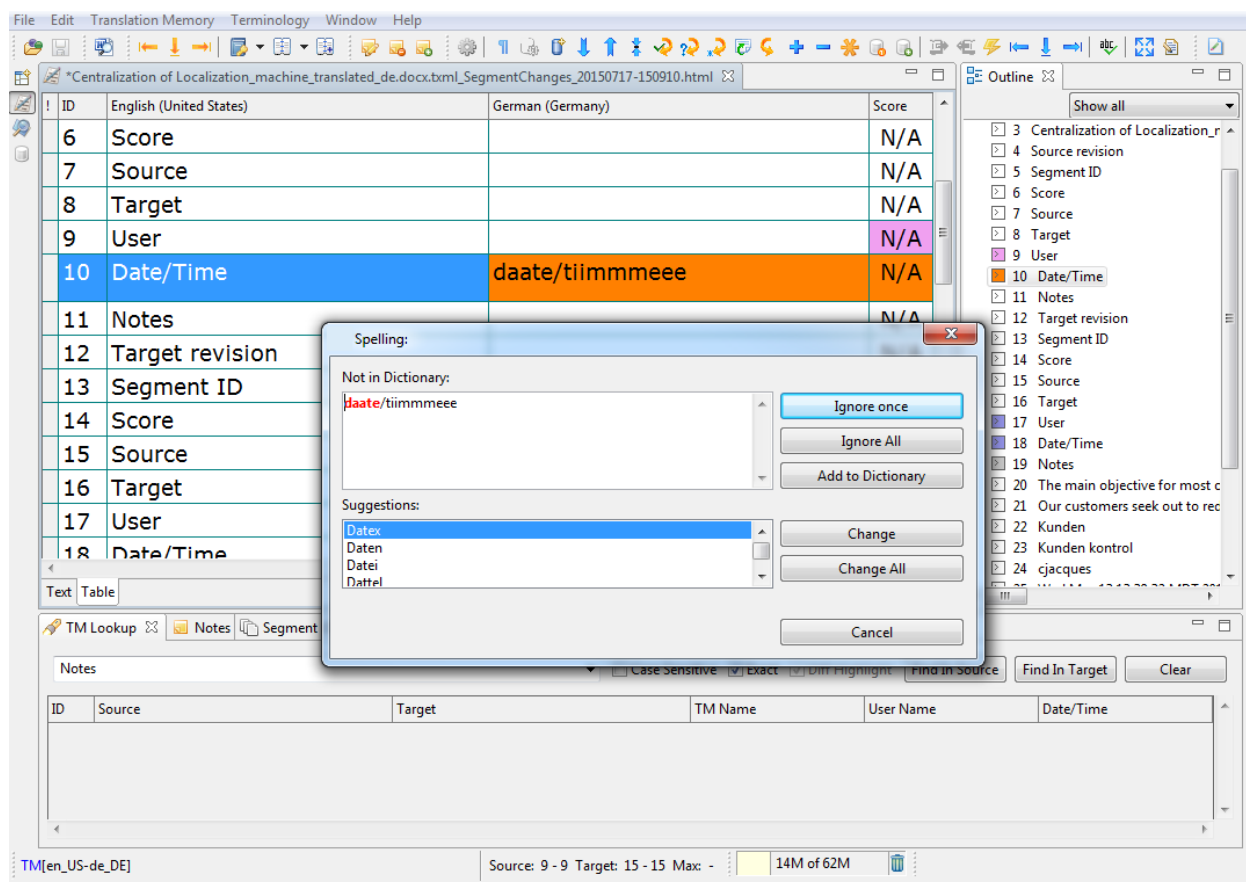 File Edit Translation Memory Terminology Window Help
*Centralization of Localization_machine_translated_de.docx.txml_SegmentChanges_20150717-150910.html
Outline
! ID English (United States) German (Germany) Score
Show all
6 Score N/A
7 Source N/A
8 Target N/A
9 User N/A
10 Date/Time daate/tiimmmeee N/A
11 Notes N/A
12 Target revision
13 Segment ID
14 Score
15 Source
16 Target
17 User
18 Date/Time
Text Table
3 Centralization of Localization_r
4 Source revision
5 Segment ID
6 Score
7 Source
8 Target
9 User
10 Date/Time
11 Notes
12 Target revision
13 Segment ID
14 Score
15 Source
16 Target
17 User
18 Date/Time
19 Notes
20 The main objective for most c
21 Our customers seek out to rec
22 Kunden
23 Kunden kontrol
24 cjacques
Spelling:
Not in Dictionary:
daate/tiimmmeee
Ignore once
Ignore All
Add to Dictionary
Suggestions:
Datex
Daten
Datei
Dattel
Change
Change All
Cancel
TM Lookup Notes Segment
Notes Case Sensitive Exact Diff Highlight Find In Source Find In Target Clear
ID Source Target TM Name User Name Date/Time
TM[en_US-de_DE] Source: 9 - 9 Target: 15 - 15 Max: - 14M of 62M